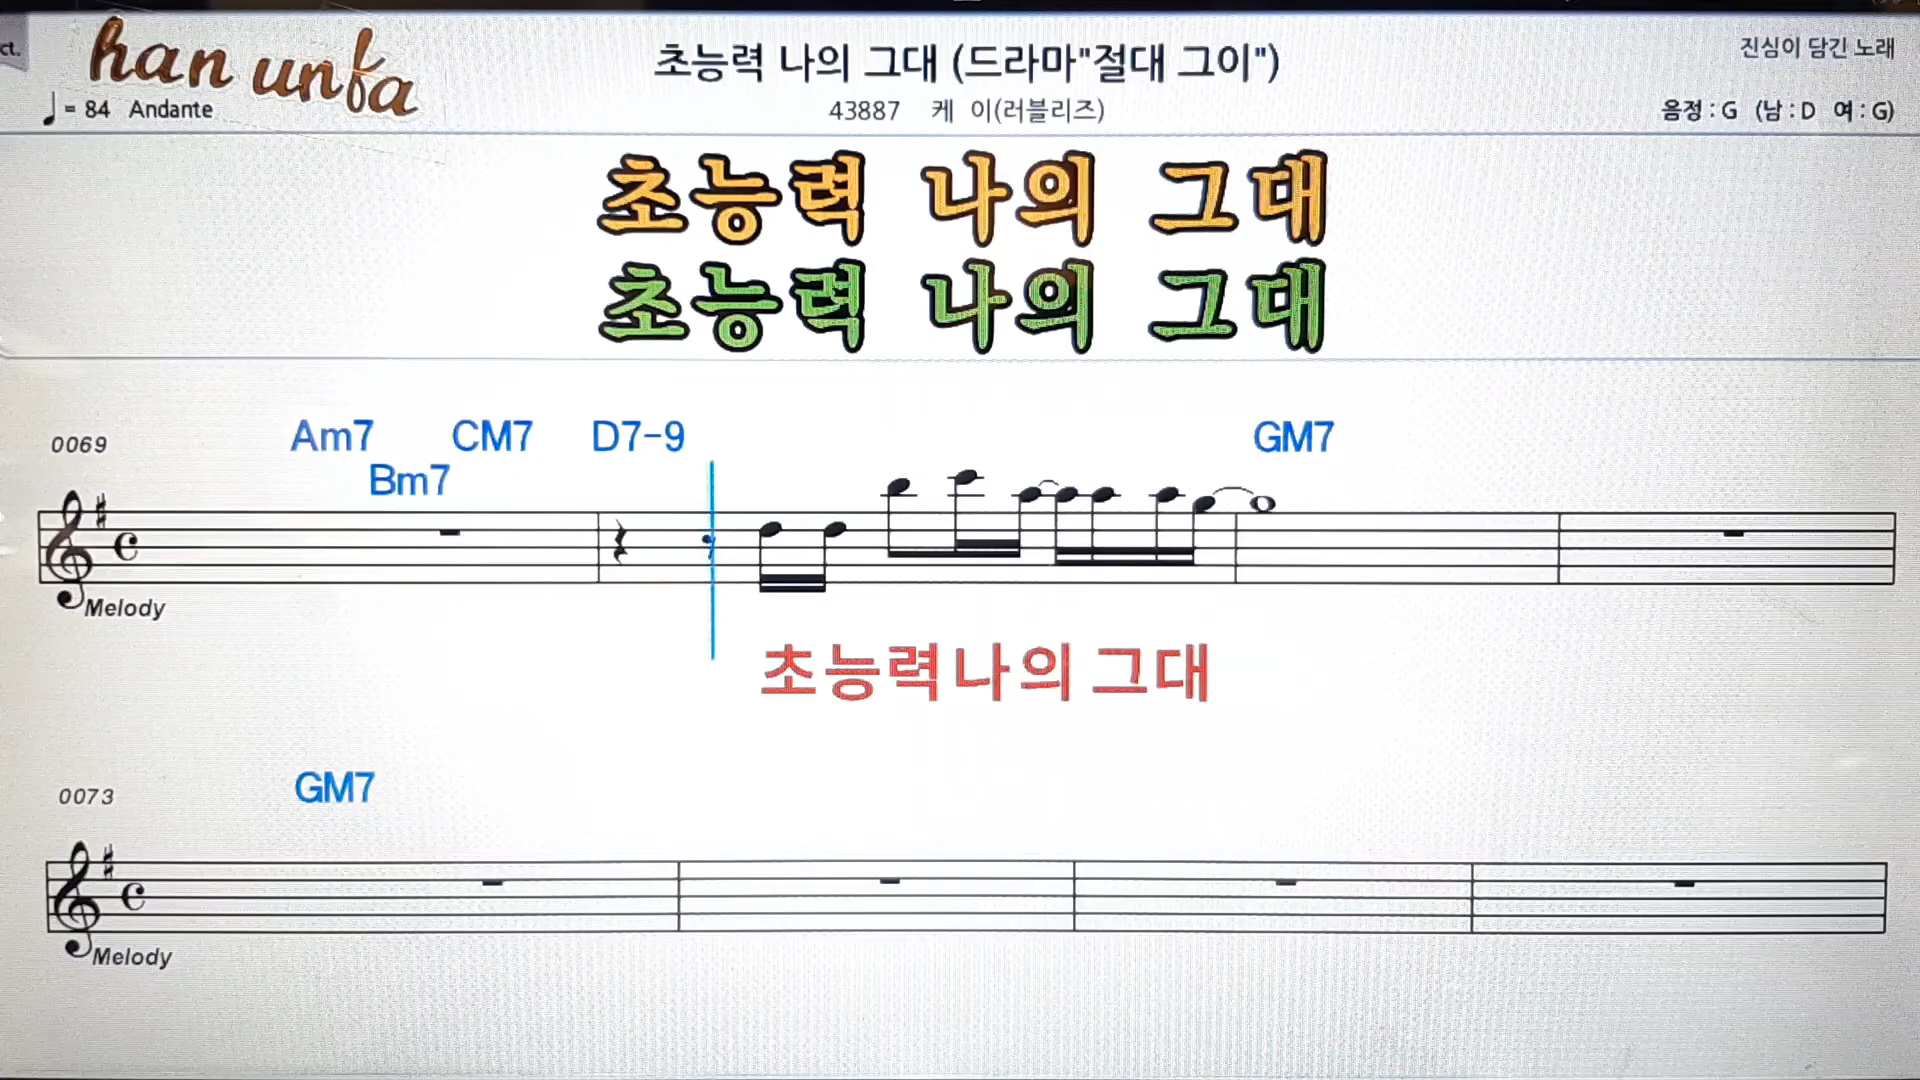 ct.
han unfa
초능력 나의 그대 (드라마"절대 그이")
진심이 담긴 노래
= 84 Andante
43887 케 이(러블리즈)
음정 : G (남 : D 여 : G)
초능력 나의 그대
초능력 나의 그대
0069
Am7 CM7 D7-9 GM7
Bm7
Melody
초능력나의 그대
0073
GM7
Melody